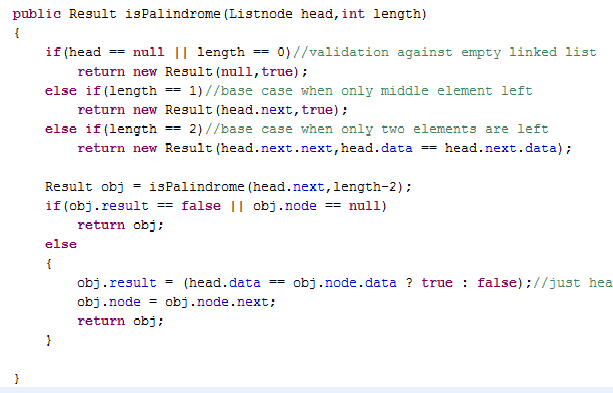 public Result isPalindrome(Listnode head,int length)
{
if(head == null || length == 0)//validation against empty linked list
return new Result(null,true);
else if(length == 1)//base case when only middle element left
return new Result(head.next,true);
else if(length == 2)//base case when only two elements are left
return new Result(head.next.next,head.data == head.next.data);
Result obj = isPalindrome(head.next,length-2);
if(obj.result == false || obj.node == null)
return obj;
else
{
obj.result = (head.data == obj.node.data ? true : false);//just hea
obj.node = obj.node.next;
return obj;
}
}